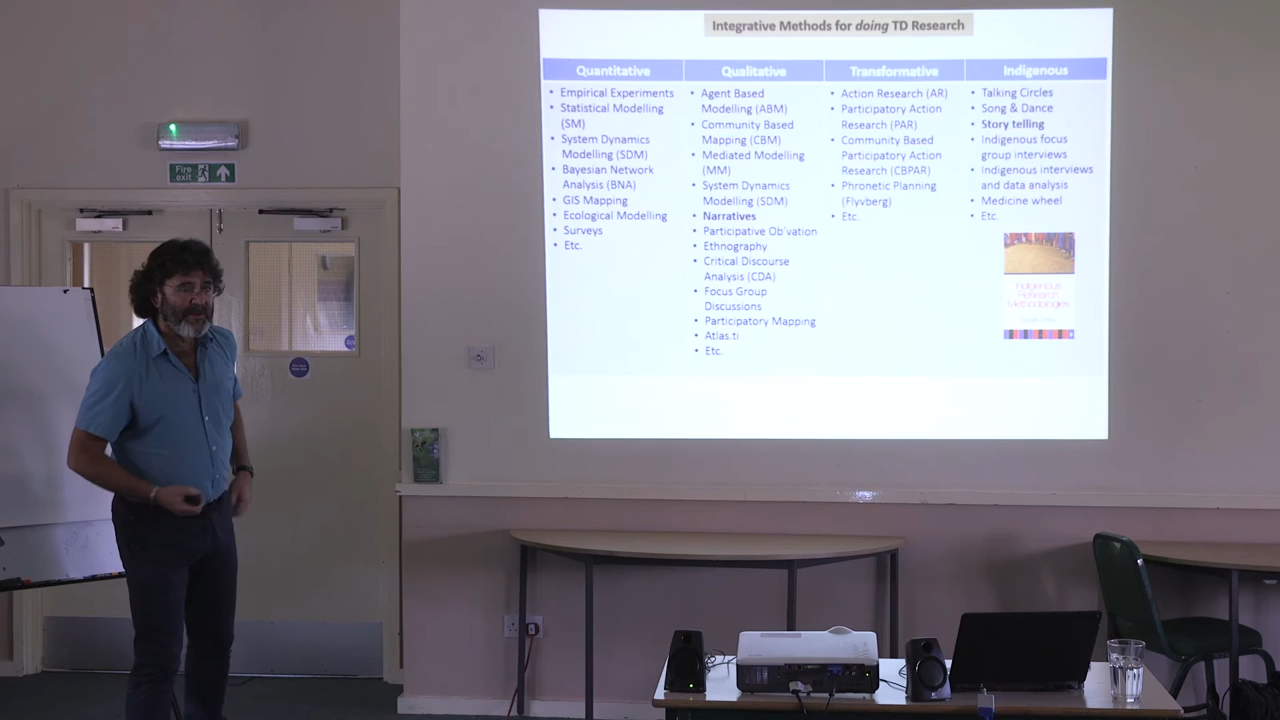 Integrative Methods for doing TD Research
Quantitative
• Empirical Experiments
• Statistical Modelling
(SM)
• System Dynamics
Modelling (SDM)
• Bayesian Network
Analysis (BNA)
• GIS Mapping
• Ecological Modelling
• Surveys
• Etc.
Qualitative
• Agent Based
Modelling (ABM)
• Community Based
Mapping (CBM)
• Mediated Modelling
(MM)
• System Dynamics
Modelling (SDM)
• Narratives
• Participative Ob'vation
• Ethnography
• Critical Discourse
Analysis (CDA)
• Focus Group
Discussions
• Participatory Mapping
• Atlas.ti
• Etc.
Transformative
• Action Research (AR)
• Participatory Action
Research (PAR)
• Community Based
Participatory Action
Research (CBPAR)
• Phronetic Planning
(Flyvberg)
• Etc.
Indigenous
• Talking Circles
• Song & Dance
• Story telling
• Indigenous focus
group interviews
• Indigenous interviews
and data analysis
• Medicine wheel
• Etc.
Indigenous
Research
Methodologies
Fire
exit